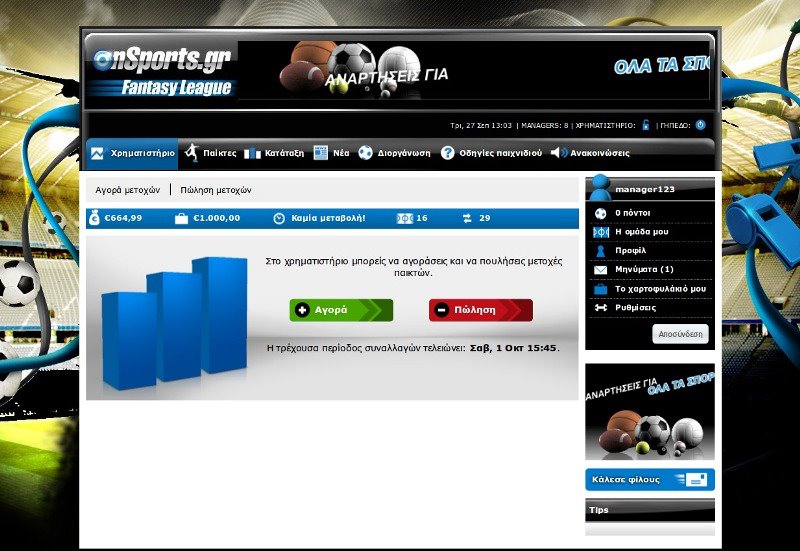 onSports.gr
Fantasy League
ΑΝΑΡΤΗΣΕΙΣ ΓΙΑ
ΟΛΑ ΤΑ ΣΠΟΡ
Τρι, 27 Σεπ 13:03 | MANAGERS: 8 | ΧΡΗΜΑΤΙΣΤΗΡΙΟ: | ΓΗΠΕΔΟ:
Χρηματιστήριο Παίκτες Κατάταξη Νέα Διοργάνωση Οδηγίες παιχνιδιού Ανακοινώσεις
Αγορά μετοχών | Πώληση μετοχών
€664,99 €1.000,00 Καμία μεταβολή! 16 29
Στο χρηματιστήριο μπορείς να αγοράσεις και να πουλήσεις μετοχές
παικτών.
Αγορά Πώληση
Η τρέχουσα περίοδος συναλλαγών τελειώνει: Σαβ, 1 Οκτ 15:45.
manager123
0 πόντοι
Η ομάδα μου
Προφίλ
Μηνύματα (1)
Το χαρτοφυλάκιό μου
Ρυθμίσεις
Αποσύνδεση
ΑΝΑΡΤΗΣΕΙΣ ΓΙΑ
ΟΛΑ ΤΑ ΣΠΟΡ
Κάλεσε φίλους
Tips